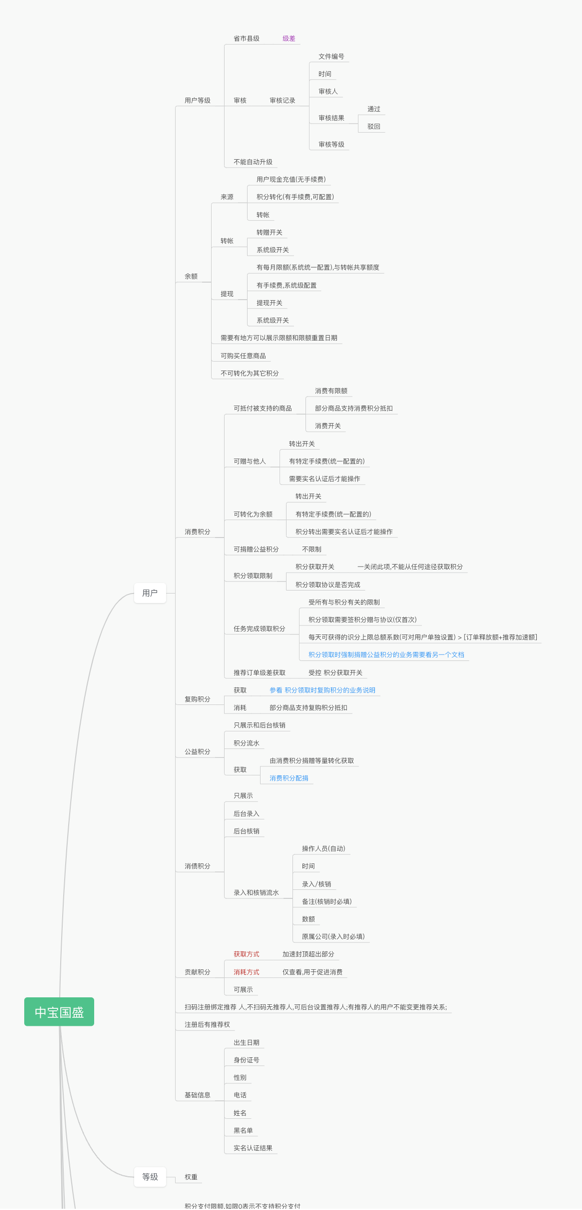 省市县级
级差
文件编号
时间
审核人
通过
审核结果
驳回
审核等级
用户等级
审核
审核记录
不能自动升级
用户现金充值(无手续费)
来源
积分转化(有手续费,可配置)
转帐
转赠开关
转帐
系统级开关
有每月限额(系统统一配置),与转帐共享额度
余额
有手续费,系统级配置
提现
提现开关
系统级开关
需要有地方可以展示限额和限额重置日期
可购买任意商品
不可转化为其它积分
消费有限额
可抵付被支持的商品
部分商品支持消费积分抵扣
消费开关
转出开关
可赠与他人
有特定手续费(统一配置的)
需要实名认证后才能操作
转出开关
可转化为余额
有特定手续费(统一配置的)
积分转出需要实名认证后才能操作
消费积分
可捐赠公益积分
不限制
积分获取开关
一关闭此项,不能从任何途径获取积分
积分领取限制
积分领取协议是否完成
用户
受所有与积分有关的限制
积分领取需要签积分赠与协议(仅首次)
任务完成领取积分
每天可获得的识分上限总额系数(可对用户单独设置) > [订单释放额+推荐加速额]
积分领取时强制捐赠公益积分的业务需要看另一个文档
推荐订单级差获取
受控 积分获取开关
复购积分
获取
参看 积分领取时复购积分的业务说明
消耗
部分商品支持复购积分抵扣
只展示和后台核销
公益积分
积分流水
获取
由消费积分捐赠等量转化获取
消费积分配捐
只展示
后台录入
后台核销
消债积分
操作人员(自动)
时间
录入/核销
录入和核销流水
备注(核销时必填)
数额
原属公司(录入时必填)
获取方式
加速封顶超出部分
贡献积分
消耗方式
仅查看,用于促进消费
可展示
扫码注册绑定推荐 人,不扫码无推荐人,可后台设置推荐人;有推荐人的用户不能变更推荐关系;
中宝国盛
注册后有推荐权
出生日期
身份证号
性别
基础信息
电话
姓名
黑名单
实名认证结果
等级
权重
积分支付限额,如限0表示不支持积分支付